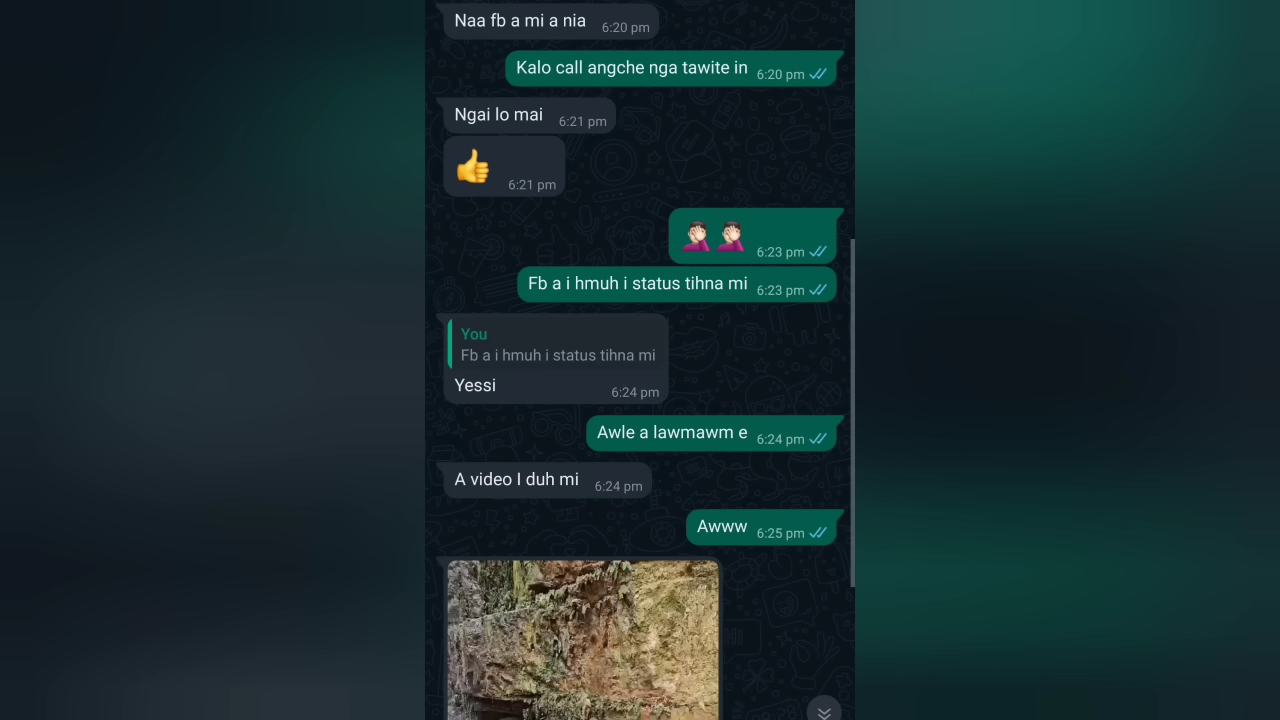 Naa fb a mi a nia
6:20 pm
Kalo call angche nga tawite in
6:20 pm
Ngai lo mai
6:21 pm
👍
6:21 pm
🤦🏻‍♀️🤦🏻‍♀️
6:23 pm
Fb a i hmuh i status tihna mi
6:23 pm
You
Fb a i hmuh i status tihna mi
Yessi
6:24 pm
Awle a lawmawm e
6:24 pm
A video I duh mi
6:24 pm
Awww
6:25 pm